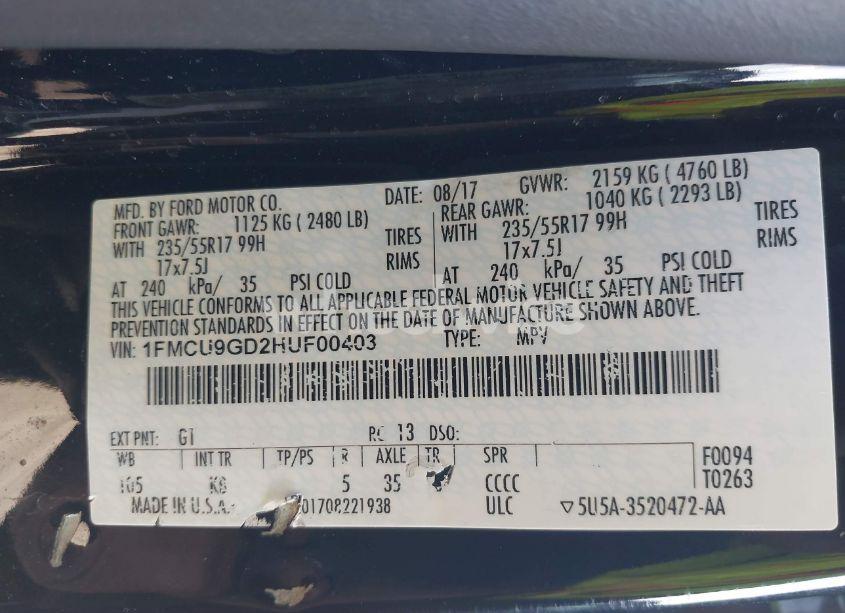 MFD. BY FORD MOTOR CO. DATE: 08/17 GVWR: 2159 KG ( 4760 LB)
FRONT GAWR: 1125 KG ( 2480 LB) REAR GAWR: 1040 KG ( 2293 LB)
WITH 235/55R17 99H TIRES WITH 235/55R17 99H TIRES
17x7.5J RIMS 17x7.5J RIMS
AT 240 kPa/ 35 PSI COLD AT 240 kPa/ 35 PSI COLD
THIS VEHICLE CONFORMS TO ALL APPLICABLE FEDERAL MOTOR VEHICLE SAFETY AND THEFT
PREVENTION STANDARDS IN EFFECT ON THE DATE OF MANUFACTURE SHOWN ABOVE.
VIN: 1FMCU9GD2HUF00403 TYPE: MPV
EXT PNT: G1 RC: 13 DSO:
WB INT TR TP/PS R AXLE TR SPR F0094
105 K8 5 35 CCCC T0263
MADE IN U.S.A. 01708221938 ULC 5U5A-3520472-AA